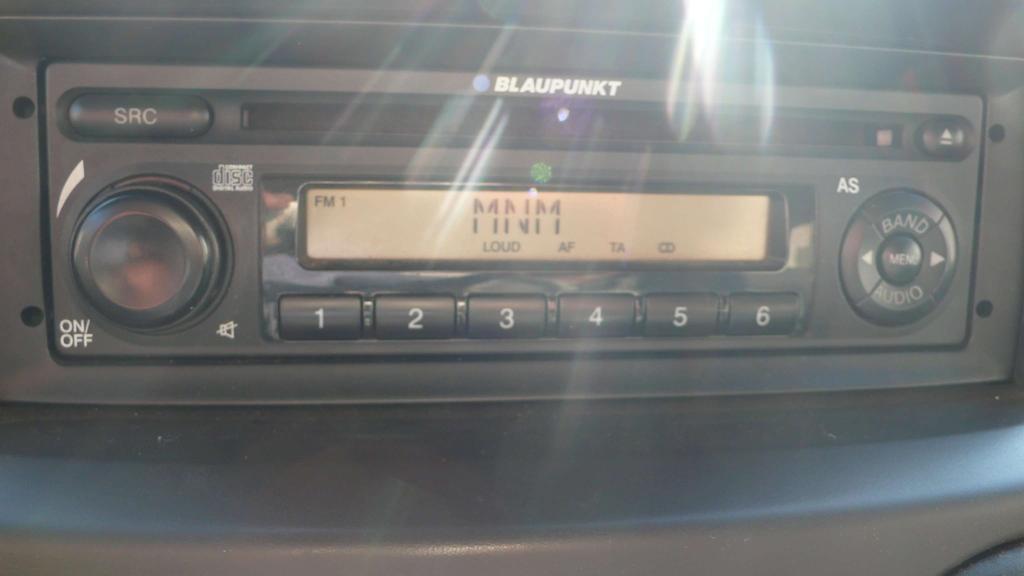 BLAUPUNKT
SRC
COMPACT
disc
DIGITAL AUDIO
AS
FM 1
MNM
LOUD AF TA CD
BAND
MENU
AUDIO
1 2 3 4 5 6
ON/
OFF